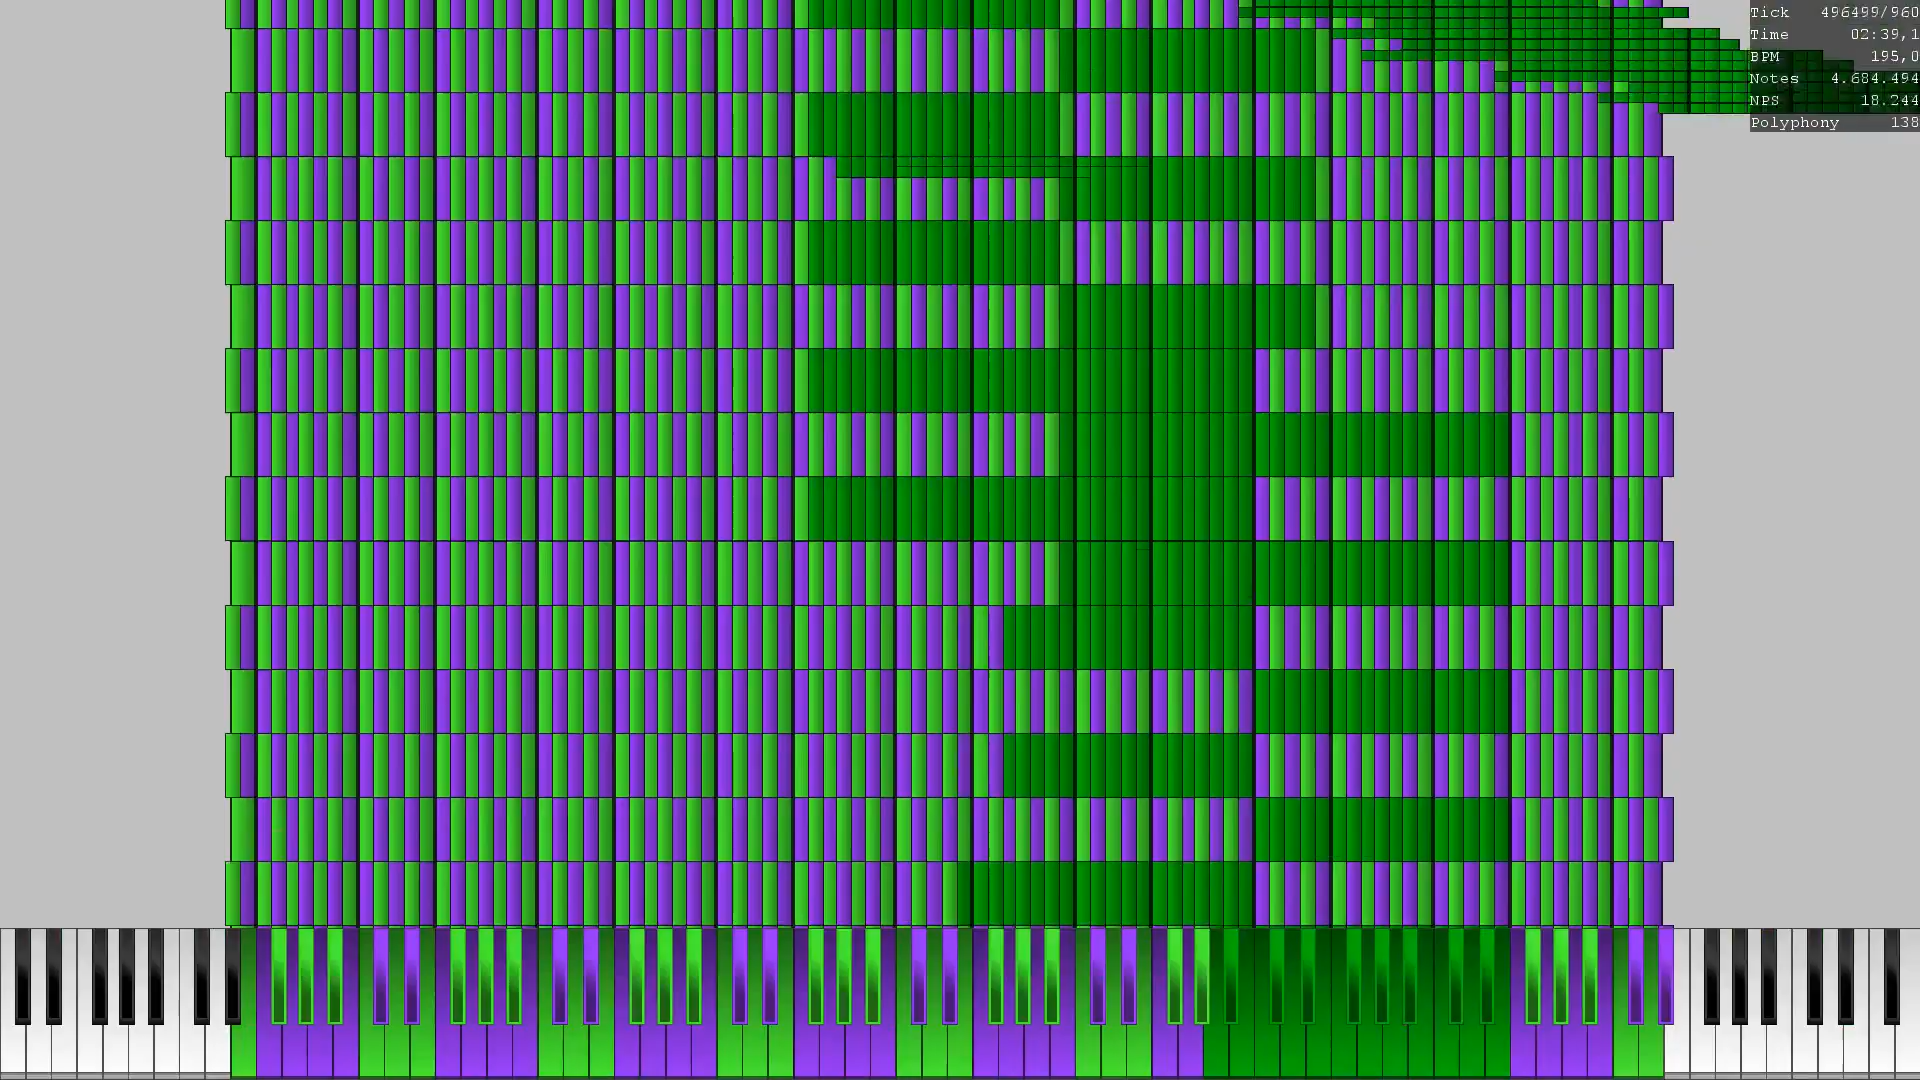 Tick 496499/960
Time 02:39,1
BPM 195,0
Notes 4.684.494
NPS 18.244
Polyphony 138